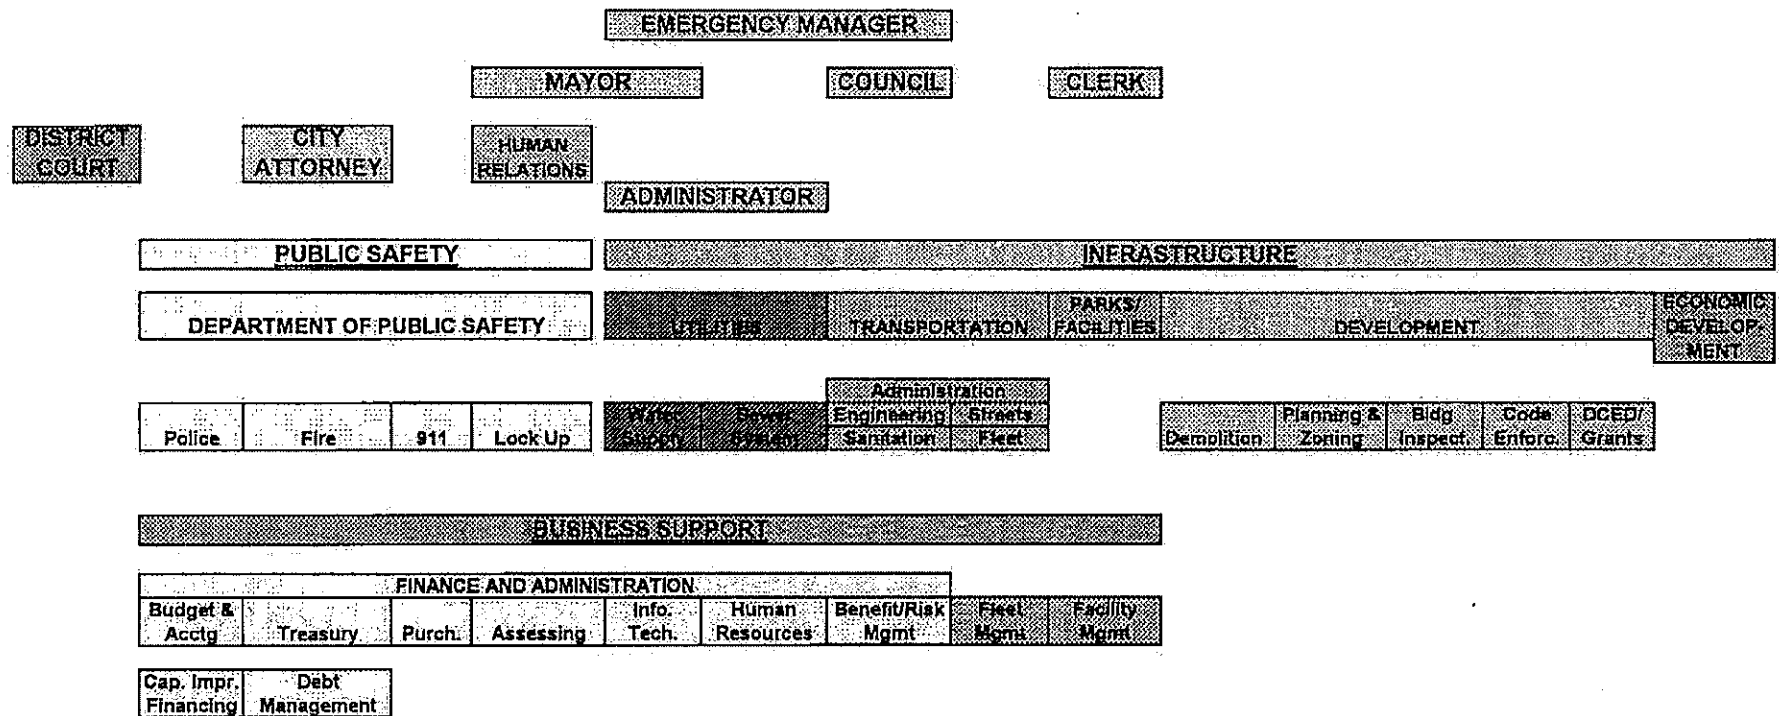 EMERGENCY MANAGER
MAYOR
COUNCIL
CLERK
DISTRICT
COURT
CITY
ATTORNEY
HUMAN
RELATIONS
ADMINISTRATOR
PUBLIC SAFETY
INFRASTRUCTURE
DEPARTMENT OF PUBLIC SAFETY
UTILITIES
TRANSPORTATION
PARKS/
FACILITIES
DEVELOPMENT
ECONOMIC
DEVELOP-
MENT
Police
Fire
911
Lock Up
Water
Supply
Sewer
System
Administration
Engineering
Streets
Sanitation
Fleet
Demolition
Planning &
Zoning
Bldg
Inspect.
Code
Enforc.
DCED/
Grants
BUSINESS SUPPORT
FINANCE AND ADMINISTRATION
Budget &
Acctg
Treasury
Purch.
Assessing
Info.
Tech.
Human
Resources
Benefit/Risk
Mgmt
Fleet
Mgmt
Facility
Mgmt
Cap. Impr.
Financing
Debt
Management